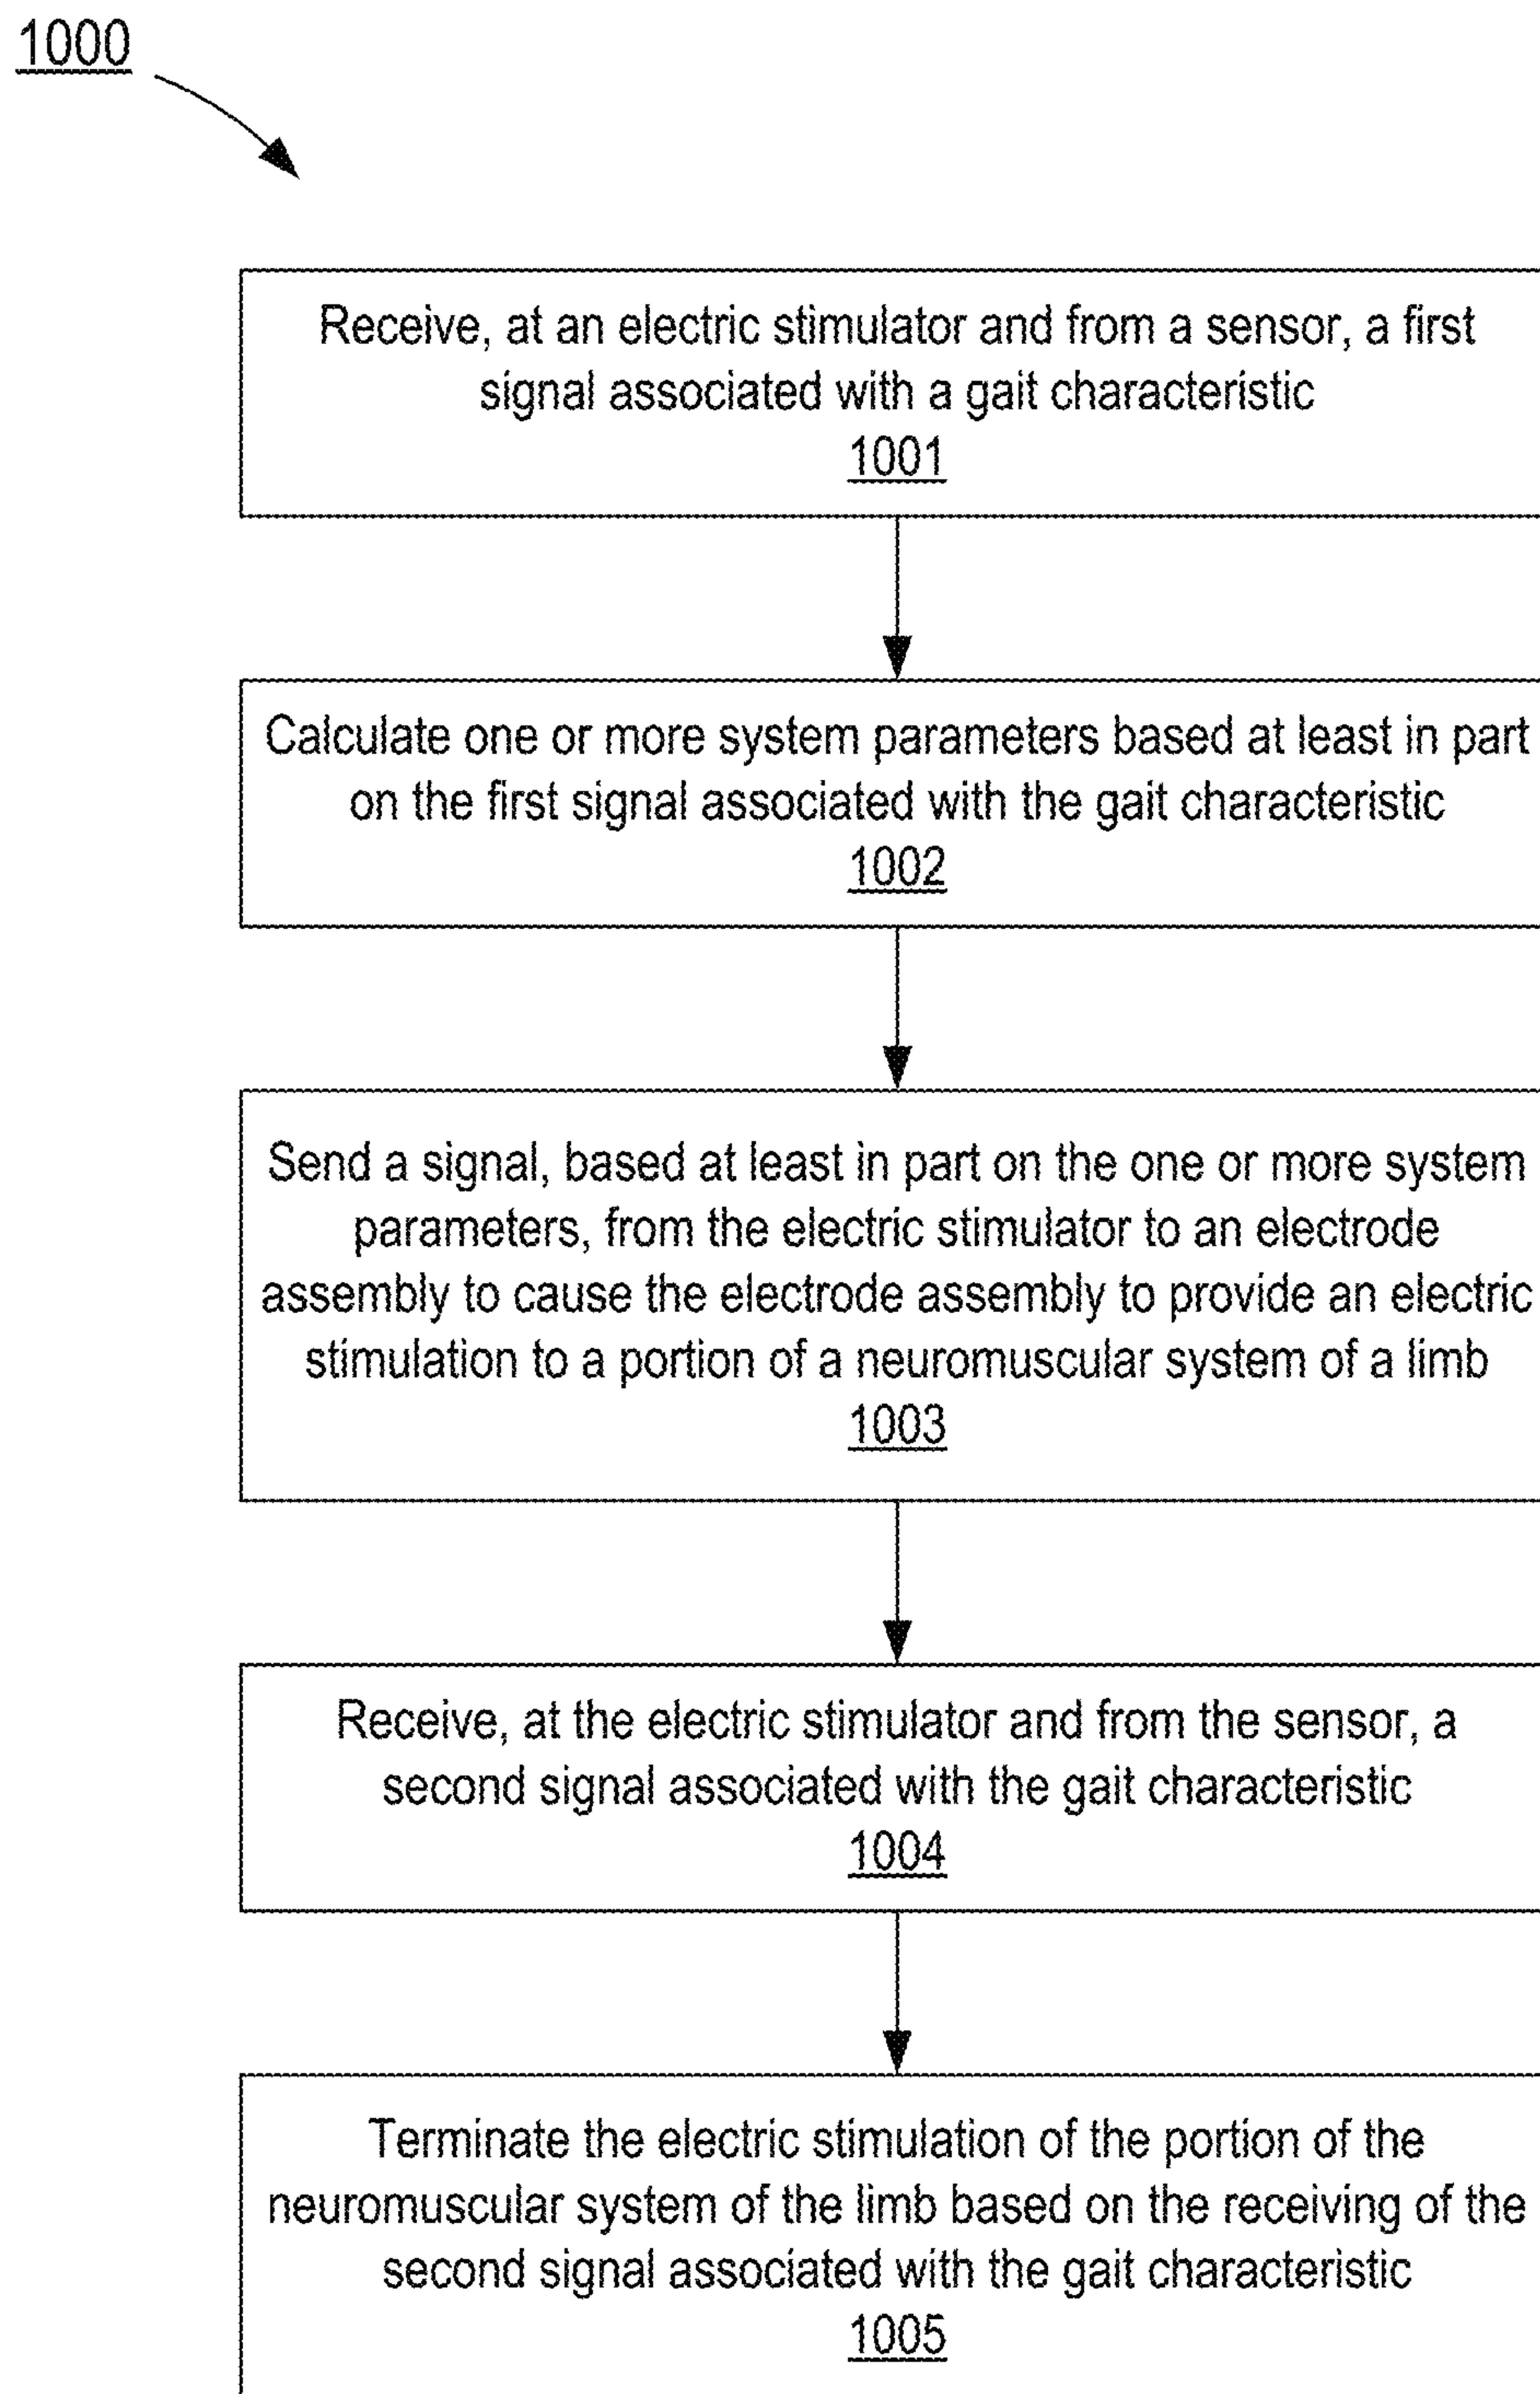 1000
Receive, at an electric stimulator and from a sensor, a first
signal associated with a gait characteristic
1001
Calculate one or more system parameters based at least in part
on the first signal associated with the gait characteristic
1002
Send a signal, based at least in part on the one or more system
parameters, from the electric stimulator to an electrode
assembly to cause the electrode assembly to provide an electric
stimulation to a portion of a neuromuscular system of a limb
1003
Receive, at the electric stimulator and from the sensor, a
second signal associated with the gait characteristic
1004
Terminate the electric stimulation of the portion of the
neuromuscular system of the limb based on the receiving of the
second signal associated with the gait characteristic
1005